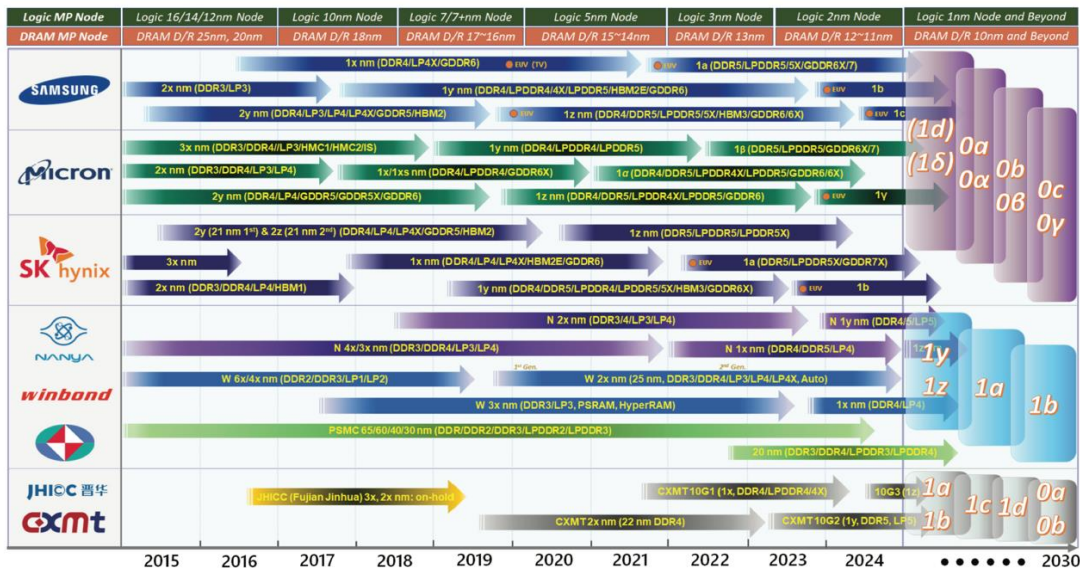 Logic MP Node Logic 16/14/12nm Node Logic 10nm Node Logic 7/7+nm Node Logic 5nm Node Logic 3nm Node Logic 2nm Node Logic 1nm Node and Beyond
DRAM MP Node DRAM D/R 25nm, 20nm DRAM D/R 18nm DRAM D/R 17~16nm DRAM D/R 15~14nm DRAM D/R 13nm DRAM D/R 12~11nm DRAM D/R 10nm and Beyond
SAMSUNG
1x nm (DDR4/LP4X/GDDR6) EUV (TV) EUV 1a (DDR5/LPDDR5/5X/GDDR6X/7)
2x nm (DDR3/LP3) 1y nm (DDR4/LPDDR4/4X/LPDDR5/HBM2E/GDDR6) EUV 1b
2y nm (DDR4/LP3/LP4/LP4X/GDDR5/HBM2) EUV 1z nm (DDR4/DDR5/LPDDR5/5X/HBM3/GDDR6/6X) EUV 1c
Micron
3x nm (DDR3/DDR4//LP3/HMC1/HMC2/IS) 1y nm (DDR4/LPDDR4/LPDDR5) 1β (DDR5/LPDDR5/GDDR6X/7)
2x nm (DDR3/DDR4/LP3/LP4) 1x/1xs nm (DDR4/LPDDR4/GDDR6X) 1α (DDR4/DDR5/LPDDR4X/LPDDR5/GDDR6/6X)
2y nm (DDR4/LP4/GDDR5/GDDR5X/GDDR6) 1z nm (DDR4/DDR5/LPDDR4X/LPDDR5/GDDR6) EUV 1γ
(1d)
(1δ)
0a
0α
0b
0β
0c
0γ
SK hynix
2y (21 nm 1st) & 2z (21 nm 2nd) (DDR4/LP4/LP4X/GDDR5/HBM2) 1z nm (DDR5/LPDDR5/LPDDR5X)
3x nm 1x nm (DDR4/LP4/LP4X/HBM2E/GDDR6) EUV 1a (DDR5/LPDDR5X/GDDR7X)
2x nm (DDR3/DDR4/LP4/HBM1) 1y nm (DDR4/DDR5/LPDDR4/LPDDR5/5X/HBM3/GDDR6X) EUV 1b
NANYA
N 2x nm (DDR3/4/LP3/LP4) N 1y nm (DDR4/5/LP5)
N 4x/3x nm (DDR3/DDR4/LP3/LP4) N 1x nm (DDR4/DDR5/LP4)
winbond
1st Gen. 2nd Gen.
W 6x/4x nm (DDR2/DDR3/LP1/LP2) W 2x nm (25 nm, DDR3/DDR4/LP3/LP4/LP4X, Auto)
W 3x nm (DDR3/LP3, PSRAM, HyperRAM) 1x nm (DDR4/LP4)
PSMC 65/60/40/30 nm (DDR/DDR2/DDR3/LPDDR2/LPDDR3)
20 nm (DDR3/DDR4/LPDDR3/LPDDR4)
1y
1z
1a
1b
JHICC 晋华
JHICC (Fujian Jinhua) 3x, 2x nm: on-hold CXMT10G1 (1x, DDR4/LPDDR4/4X) 10G3 (1z)
CXMT
CXMT 2x nm (22 nm DDR4) CXMT10G2 (1y, DDR5, LP5)
1a
1b
1c
1d
0a
0b
2015 2016 2017 2018 2019 2020 2021 2022 2023 2024 2030